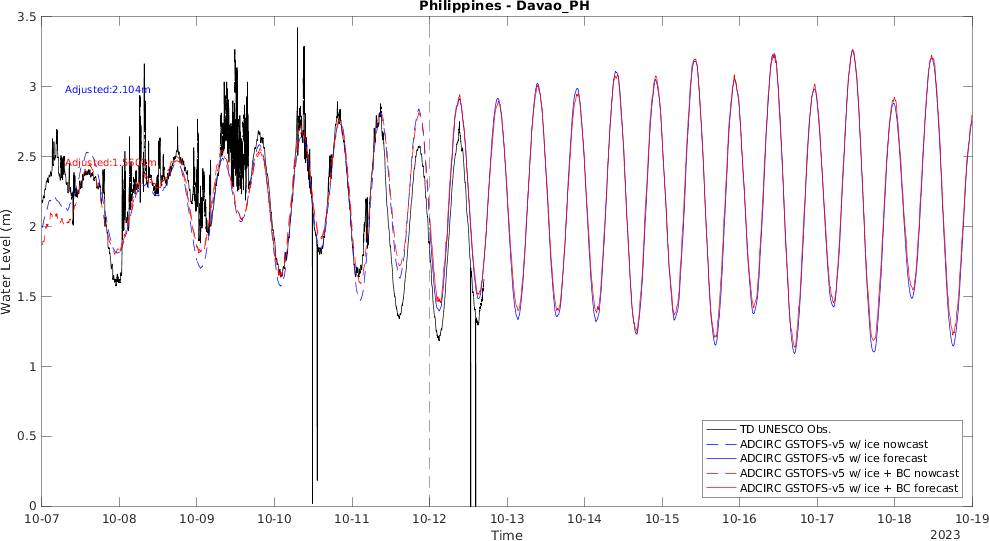 Philippines - Davao_PH
3.5
3
2.5
2
1.5
1
0.5
0
Water Level (m)
Adjusted:2.104m
10-07
10-08
10-09
10-10
10-11
10-12
10-13
10-14
10-15
10-16
10-17
10-18
10-19
Time
2023
TD UNESCO Obs.
ADCIRC GSTOFS-v5 w/ ice nowcast
ADCIRC GSTOFS-v5 w/ ice forecast
ADCIRC GSTOFS-v5 w/ ice + BC nowcast
ADCIRC GSTOFS-v5 w/ ice + BC forecast